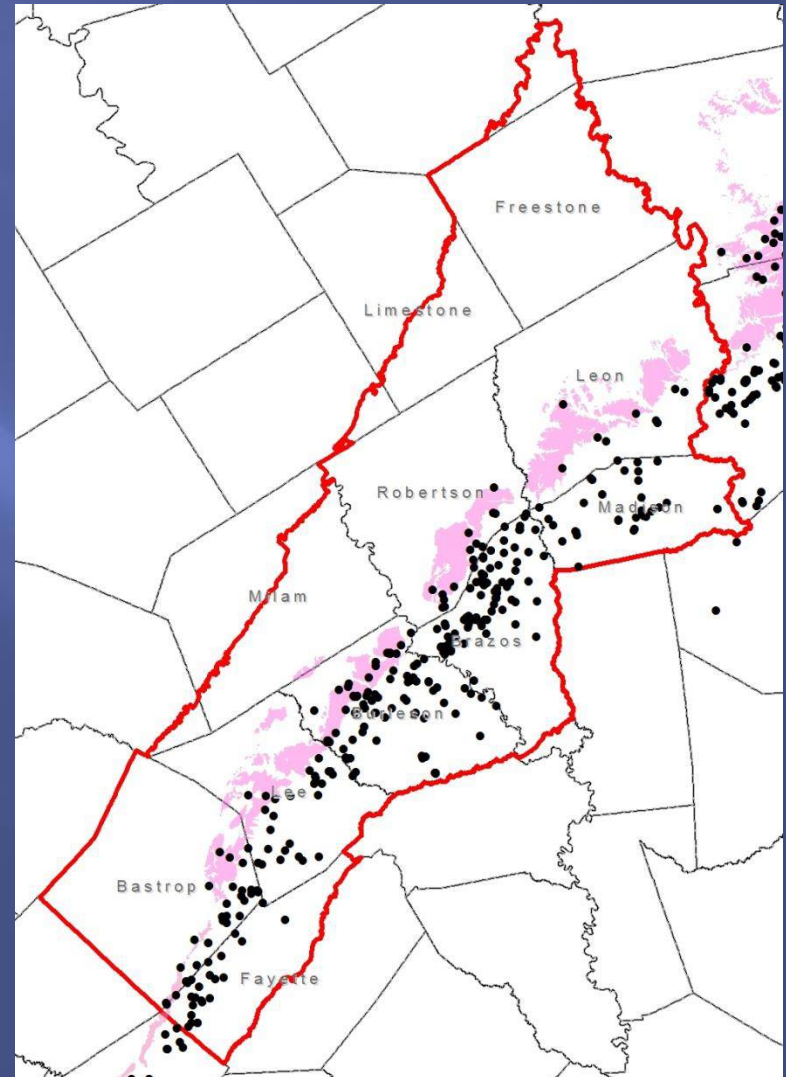 Freestone
Limestone
Leon
Robertson
Madison
Milam
Brazos
Burleson
Lee
Bastrop
Fayette